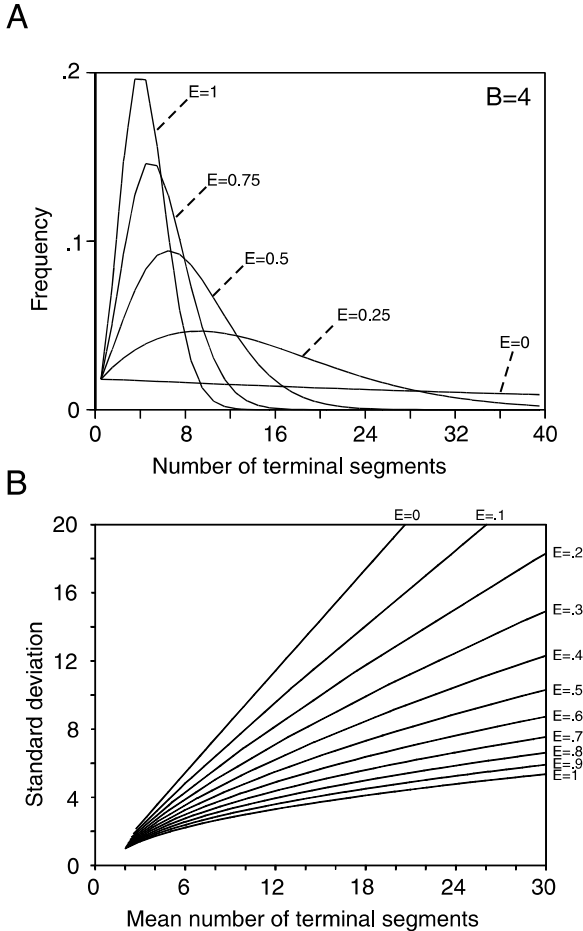 A
.2
B=4
E=1
E=0.75
Frequency
.1
E=0.5
E=0.25
E=0
0
0 8 16 24 32 40
Number of terminal segments
B
E=0 E=.1
20
E=.2
16
E=.3
Standard deviation
12
E=.4
E=.5
8
E=.6
E=.7
E=.8
E=.9
E=1
4
0
0 6 12 18 24 30
Mean number of terminal segments